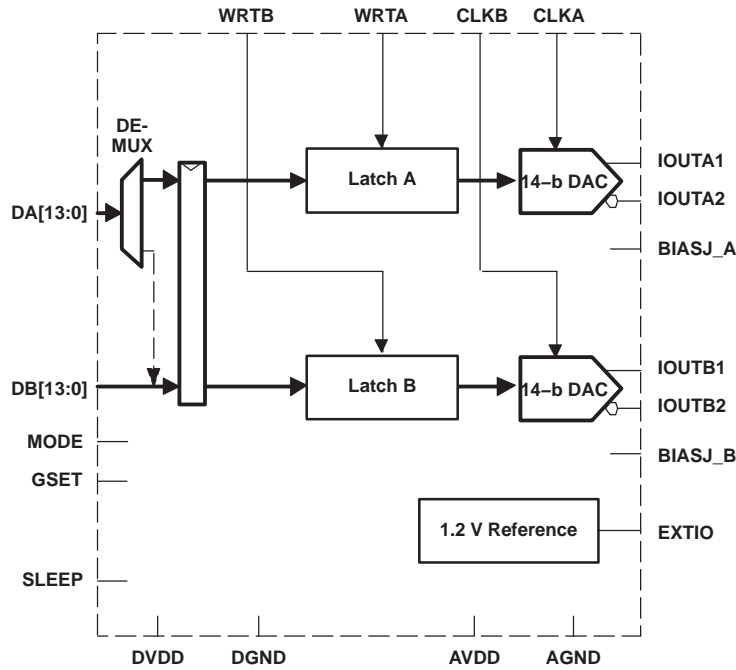 WRTB WRTA CLKB CLKA
DE-
MUX
DA[13:0]
Latch A
14–b DAC
IOUTA1
IOUTA2
BIASJ_A
DB[13:0]
Latch B
14–b DAC
IOUTB1
IOUTB2
BIASJ_B
MODE
GSET
1.2 V Reference
EXTIO
SLEEP
DVDD DGND AVDD AGND